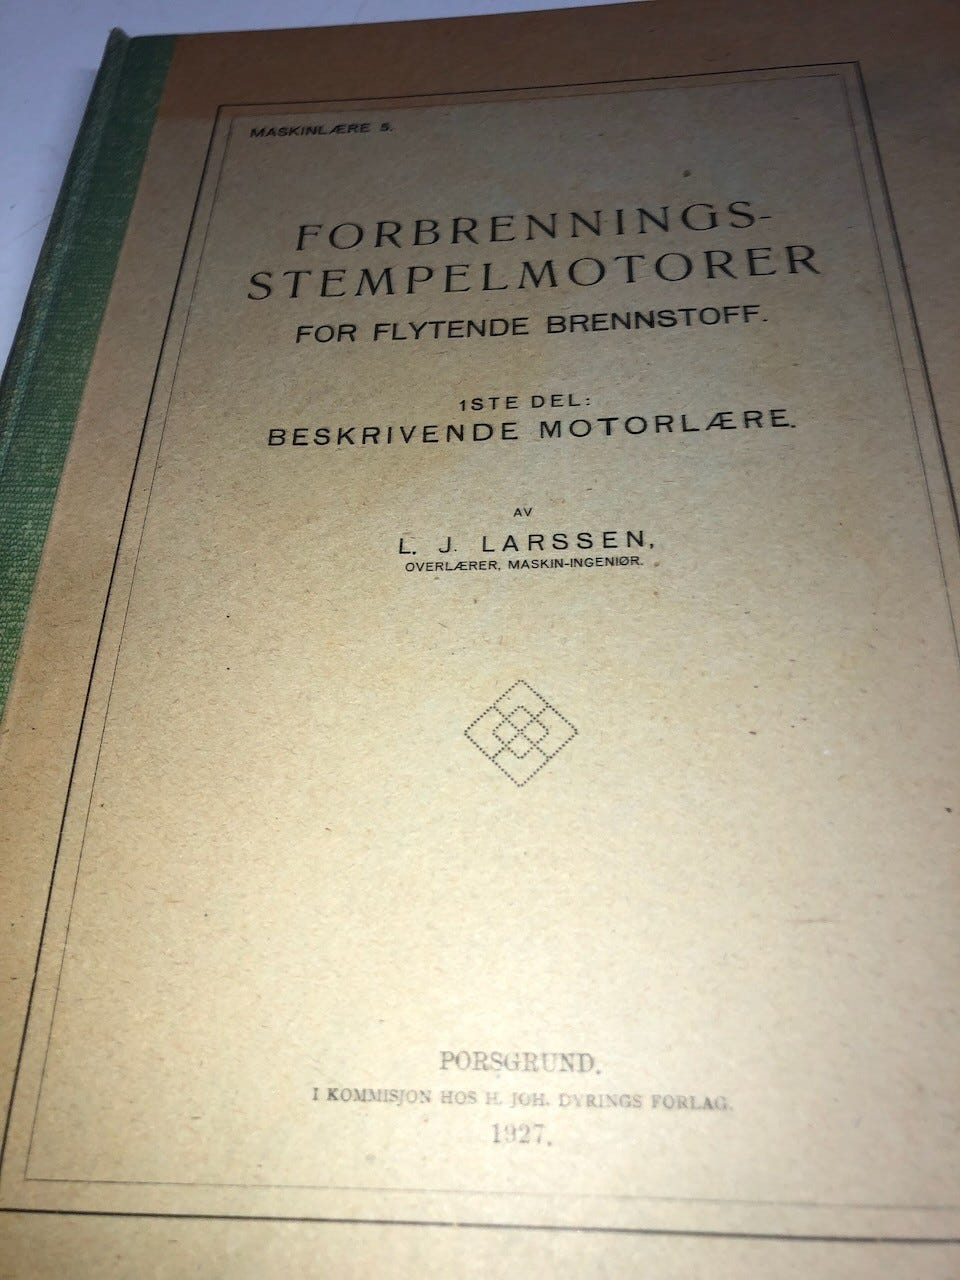 MASKINLÆRE 5.
FORBRENNINGS-
STEMPELMOTORER
FOR FLYTENDE BRENNSTOFF.
1STE DEL:
BESKRIVENDE MOTORLÆRE.
AV
L. J. LARSSEN,
OVERLÆRER, MASKIN-INGENIØR.
PORSGRUND.
I KOMMISJON HOS H. JOH. DYRINGS FORLAG.
1927.